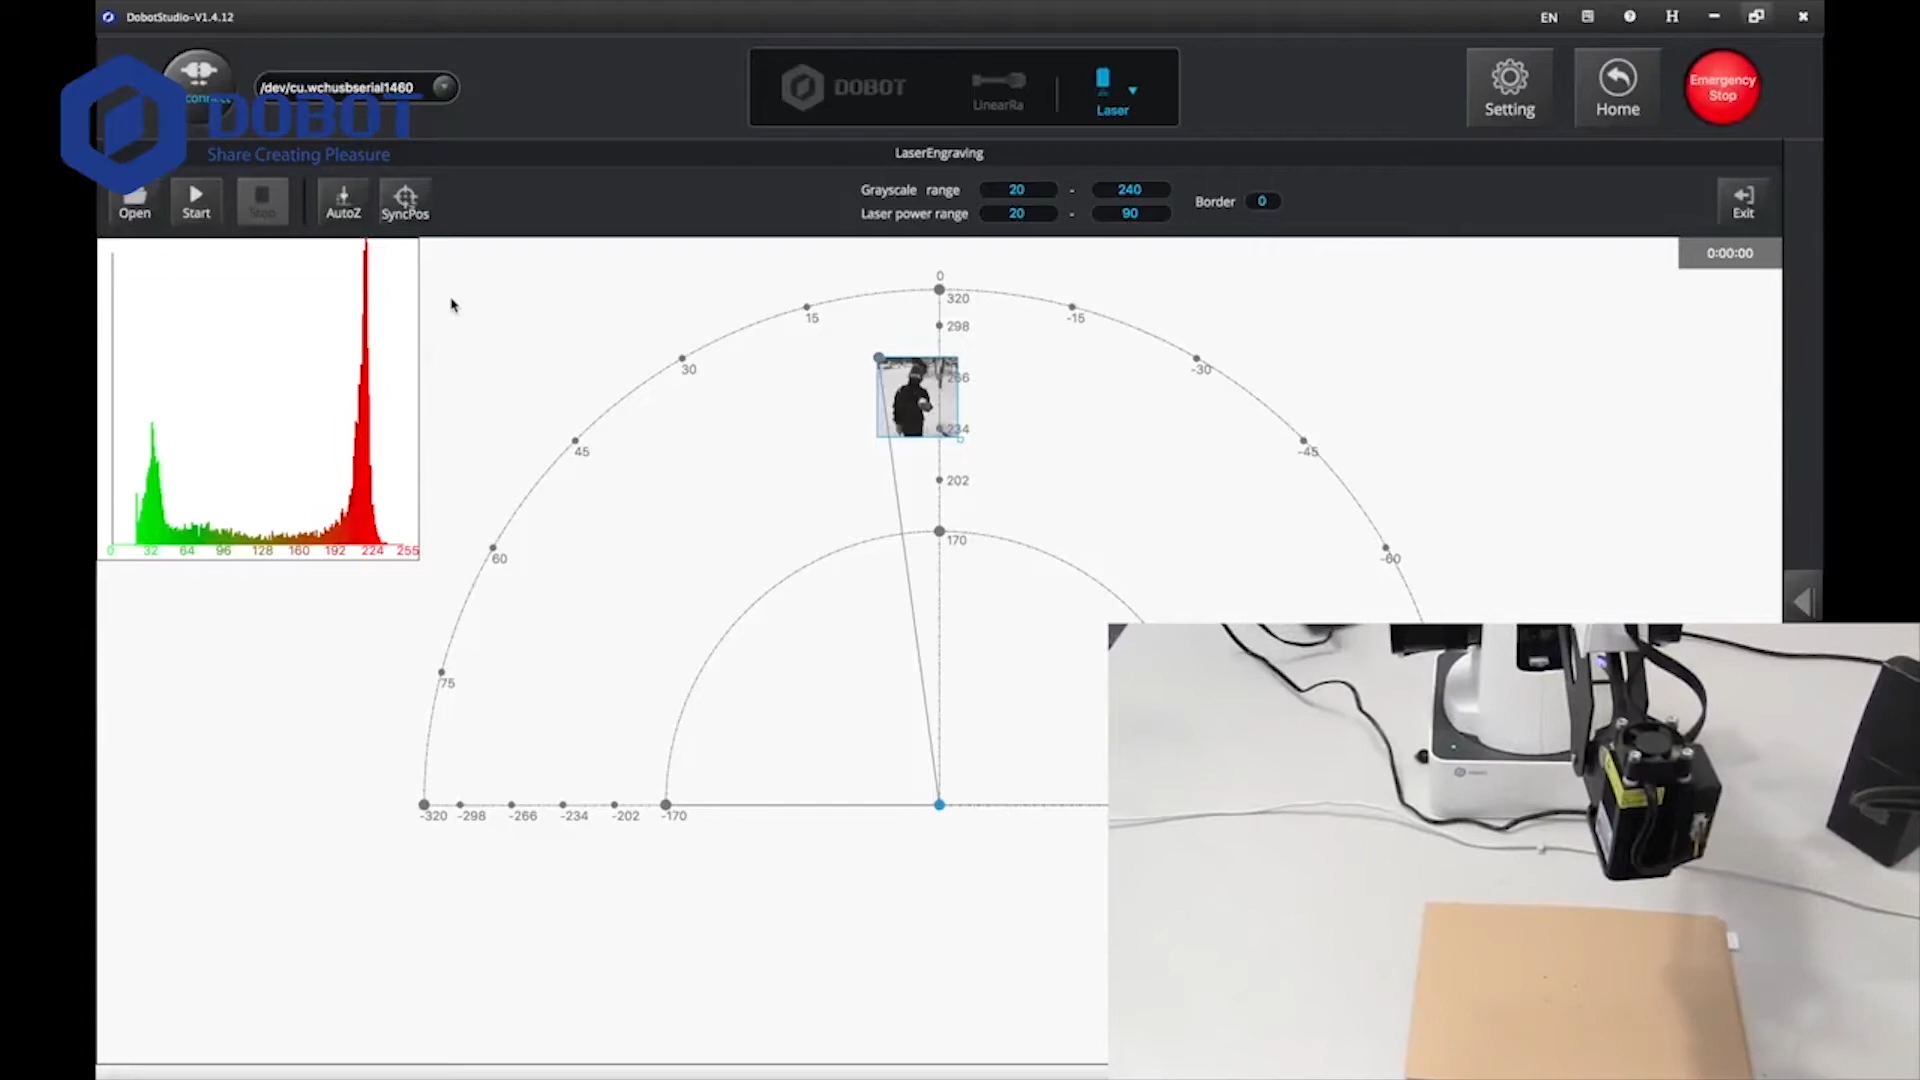 DobotStudio-V1.4.12
EN
H
/dev/cu.wchusbserial1460
DOBOT
Share Creating Pleasure
DOBOT
LinearRa
Laser
Setting
Home
Emergency
Stop
LaserEngraving
Open
Start
Stop
AutoZ
SyncPos
Grayscale range 20 - 240
Laser power range 20 - 90
Border 0
Exit
0:00:00
0 32 64 96 128 160 192 224 255
0
320
298
266
234
202
170
15
30
45
60
75
-15
-30
-45
-60
-320 -298 -266 -234 -202 -170